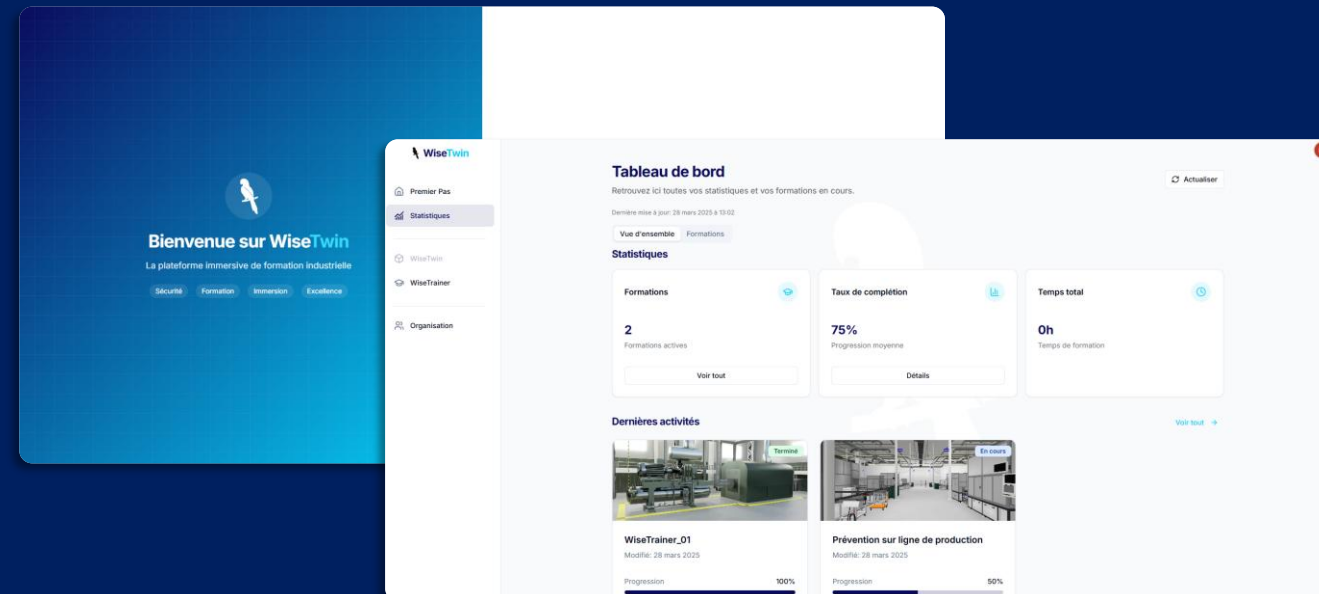 Bienvenue sur WiseTwin
La plateforme immersive de formation industrielle
Sécurité Formation Immersion Excellence
WiseTwin
Premier Pas
Statistiques
WiseTwin
WiseTrainer
Organisation
Tableau de bord
Actualiser
Retrouvez ici toutes vos statistiques et vos formations en cours.
Dernière mise à jour: 28 mars 2025 à 10:02
Vue d'ensemble Formations
Statistiques
Formations
2
Formations actives
Voir tout
Taux de complétion
75%
Progression moyenne
Détails
Temps total
0h
Temps de formation
Dernières activités
Voir tout
Terminé
WiseTrainer_01
Modifié: 28 mars 2025
Progression 100%
En cours
Prévention sur ligne de production
Modifié: 28 mars 2025
Progression 50%